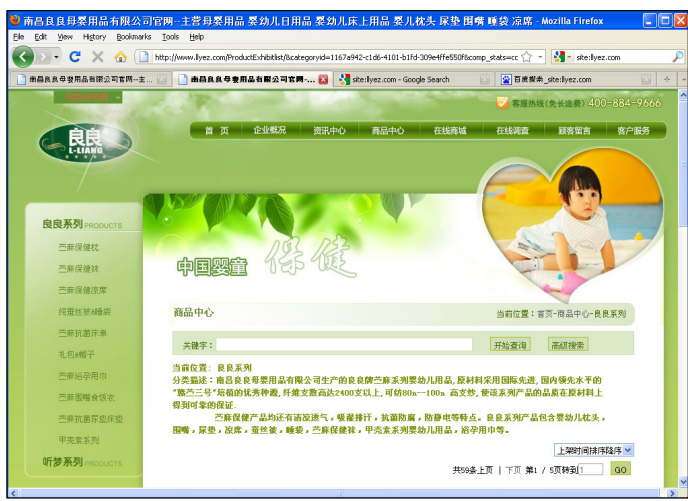 南昌良良母婴用品有限公司官网--主营母婴用品 婴幼儿日用品 婴幼儿床上用品 婴儿枕头 尿垫 围嘴 睡袋 凉席 - Mozilla Firefox
File Edit View History Bookmarks Tools Help
http://www.llyez.com/ProductExhibitlist/&categoryid=1167a942-c1d6-4101-b1fd-309e4ffe550f&comp_stats=cc
site:llyez.com
南昌良良母婴用品有限公司官网--主...
南昌良良母婴用品有限公司官网-...
site:llyez.com - Google Search
百度搜索_site:llyez.com
客服热线(免长途费) 400-884-9666
良良
L-LIANG
首 页 企业概况 资讯中心 商品中心 在线商城 在线调查 顾客留言 客户服务
中国婴童 保健
良良系列 PRODUCTS
苎麻保健枕
苎麻保健袜
苎麻保健凉席
纯蚕丝被&睡袋
苎麻抗菌床单
礼包&帽子
苎麻浴孕用巾
苎麻围嘴食饭衣
苎麻抗菌尿垫床垫
甲壳素系列
听梦系列 PRODUCTS
商品中心
当前位置：首页-商品中心-良良系列
关键字：
开始查询
高级搜索
当前位置: 良良系列
分类描述：南昌良良母婴用品有限公司生产的良良牌苎麻系列婴幼儿用品,原材料采用国际先进,国内领先水平的
"赣苎三号"培植的优秀种源,纤维支数高达2400支以上,可纺80n--100n 高支纱,使该系列产品的品质在原材料上
得到可靠的保证.
苎麻保健产品均还有清凉透气，吸湿排汗，抗菌防腐，防静电等特点。良良系列产品包含婴幼儿枕头，
围嘴，尿垫，凉席，蚕丝被，睡袋，苎麻保健袜，甲壳素系列婴幼儿用品，浴孕用巾等。
上架时间排序降序
共59条上页 | 下页 第1 / 5页转到 1 GO